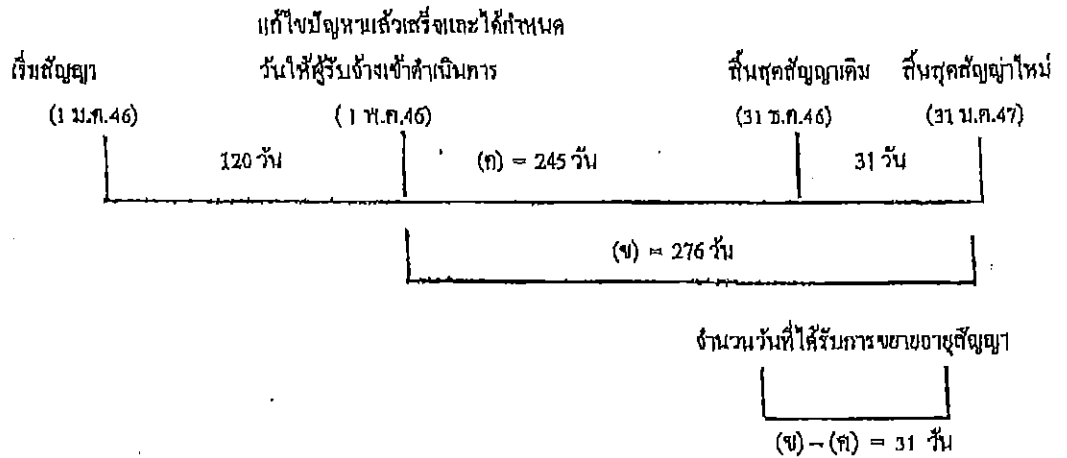 แก้ไขปัญหาแล้วเสร็จและได้กำหนด
เริ่มสัญญา วันให้ผู้รับจ้างเข้าดำเนินการ สิ้นสุดสัญญาเดิม สิ้นสุดสัญญาใหม่
(1 ม.ค.46) (1 พ.ค.46) (31 ธ.ค.46) (31 ม.ค.47)
120 วัน (ค) = 245 วัน 31 วัน
(ข) = 276 วัน
จำนวนวันที่ได้รับการขยายอายุสัญญา
(ข) – (ค) = 31 วัน